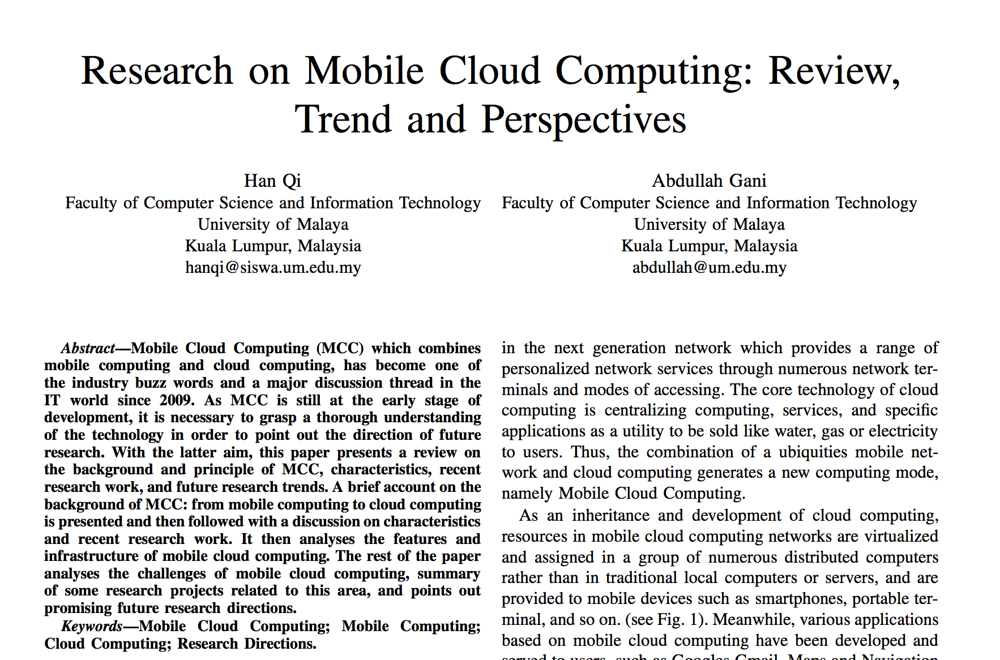 Research on Mobile Cloud Computing: Review,
Trend and Perspectives
Han Qi
Faculty of Computer Science and Information Technology
University of Malaya
Kuala Lumpur, Malaysia
hanqi@siswa.um.edu.my
Abdullah Gani
Faculty of Computer Science and Information Technology
University of Malaya
Kuala Lumpur, Malaysia
abdullah@um.edu.my
Abstract—Mobile Cloud Computing (MCC) which combines
mobile computing and cloud computing, has become one of
the industry buzz words and a major discussion thread in the
IT world since 2009. As MCC is still at the early stage of
development, it is necessary to grasp a thorough understanding
of the technology in order to point out the direction of future
research. With the latter aim, this paper presents a review on
the background and principle of MCC, characteristics, recent
research work, and future research trends. A brief account on the
background of MCC: from mobile computing to cloud computing
is presented and then followed with a discussion on characteristics
and recent research work. It then analyses the features and
infrastructure of mobile cloud computing. The rest of the paper
analyses the challenges of mobile cloud computing, summary
of some research projects related to this area, and points out
promising future research directions.
Keywords—Mobile Cloud Computing; Mobile Computing;
Cloud Computing; Research Directions.
in the next generation network which provides a range of
personalized network services through numerous network ter-
minals and modes of accessing. The core technology of cloud
computing is centralizing computing, services, and specific
applications as a utility to be sold like water, gas or electricity
to users. Thus, the combination of a ubiquities mobile net-
work and cloud computing generates a new computing mode,
namely Mobile Cloud Computing.
As an inheritance and development of cloud computing,
resources in mobile cloud computing networks are virtualized
and assigned in a group of numerous distributed computers
rather than in traditional local computers or servers, and are
provided to mobile devices such as smartphones, portable ter-
minal, and so on. (see Fig. 1). Meanwhile, various applications
based on mobile cloud computing have been developed and
served to users, such as Googles Gmail, Maps and Navigation